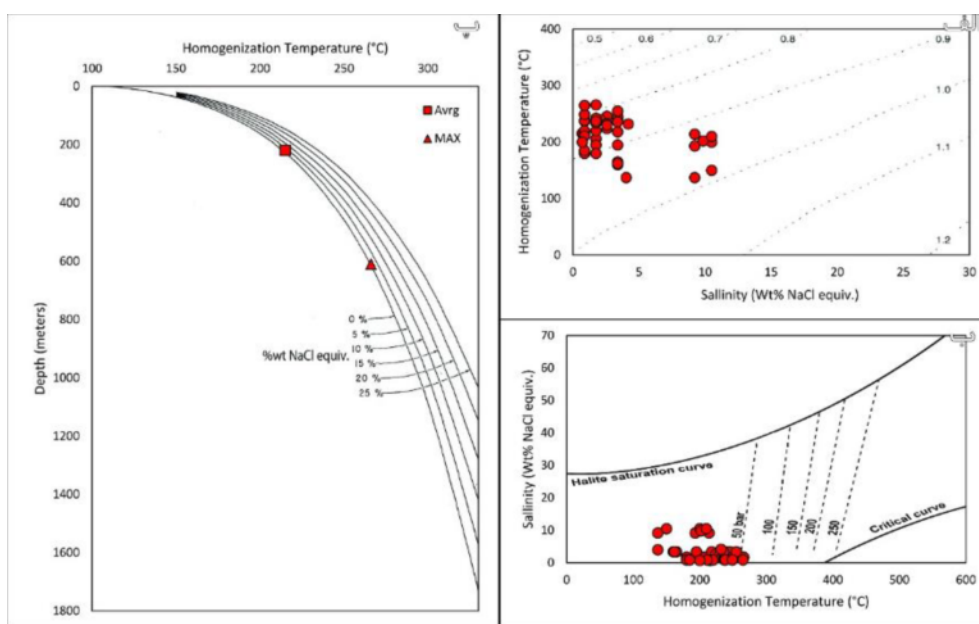 Homogenization Temperature (°C)
100 150 200 250 300
Depth (meters)
0
200
400
600
800
1000
1200
1400
1600
1800
Avrg
MAX
0 %
5 %
10 %
%wt NaCl equiv.
15 %
20 %
25 %
Homogenization Temperature (°C)
400
300
200
100
0
0.5 0.6 0.7 0.8 0.9
1.0
1.1
1.2
0 5 10 15 20 25 30
Sallinity (Wt% NaCl equiv.)
Sallinity (Wt% NaCl equiv.)
70
60
50
40
30
20
10
0
Halite saturation curve
50 bar
100
150
200
250
Critical curve
0 100 200 300 400 500 600
Homogenization Temperature (°C)